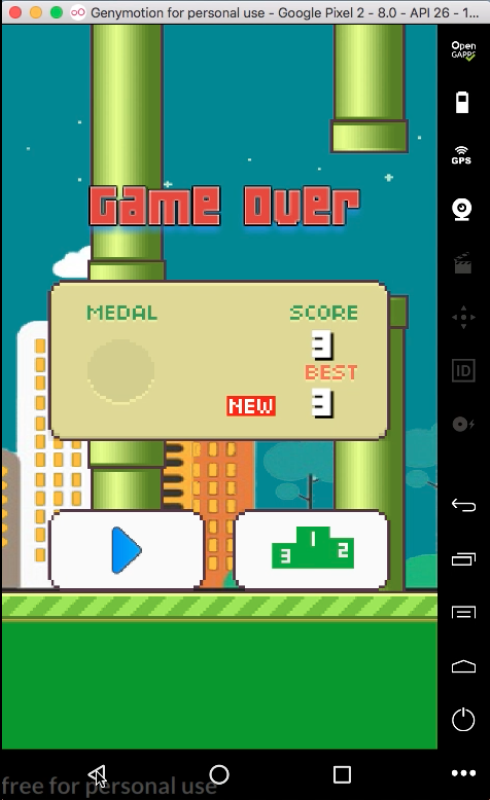 Genymotion for personal use - Google Pixel 2 - 8.0 - API 26 - 1...
Open
GAPPS
GPS
Game Over
MEDAL
SCORE
3
BEST
NEW
3
ID
3 1 2
free for personal use